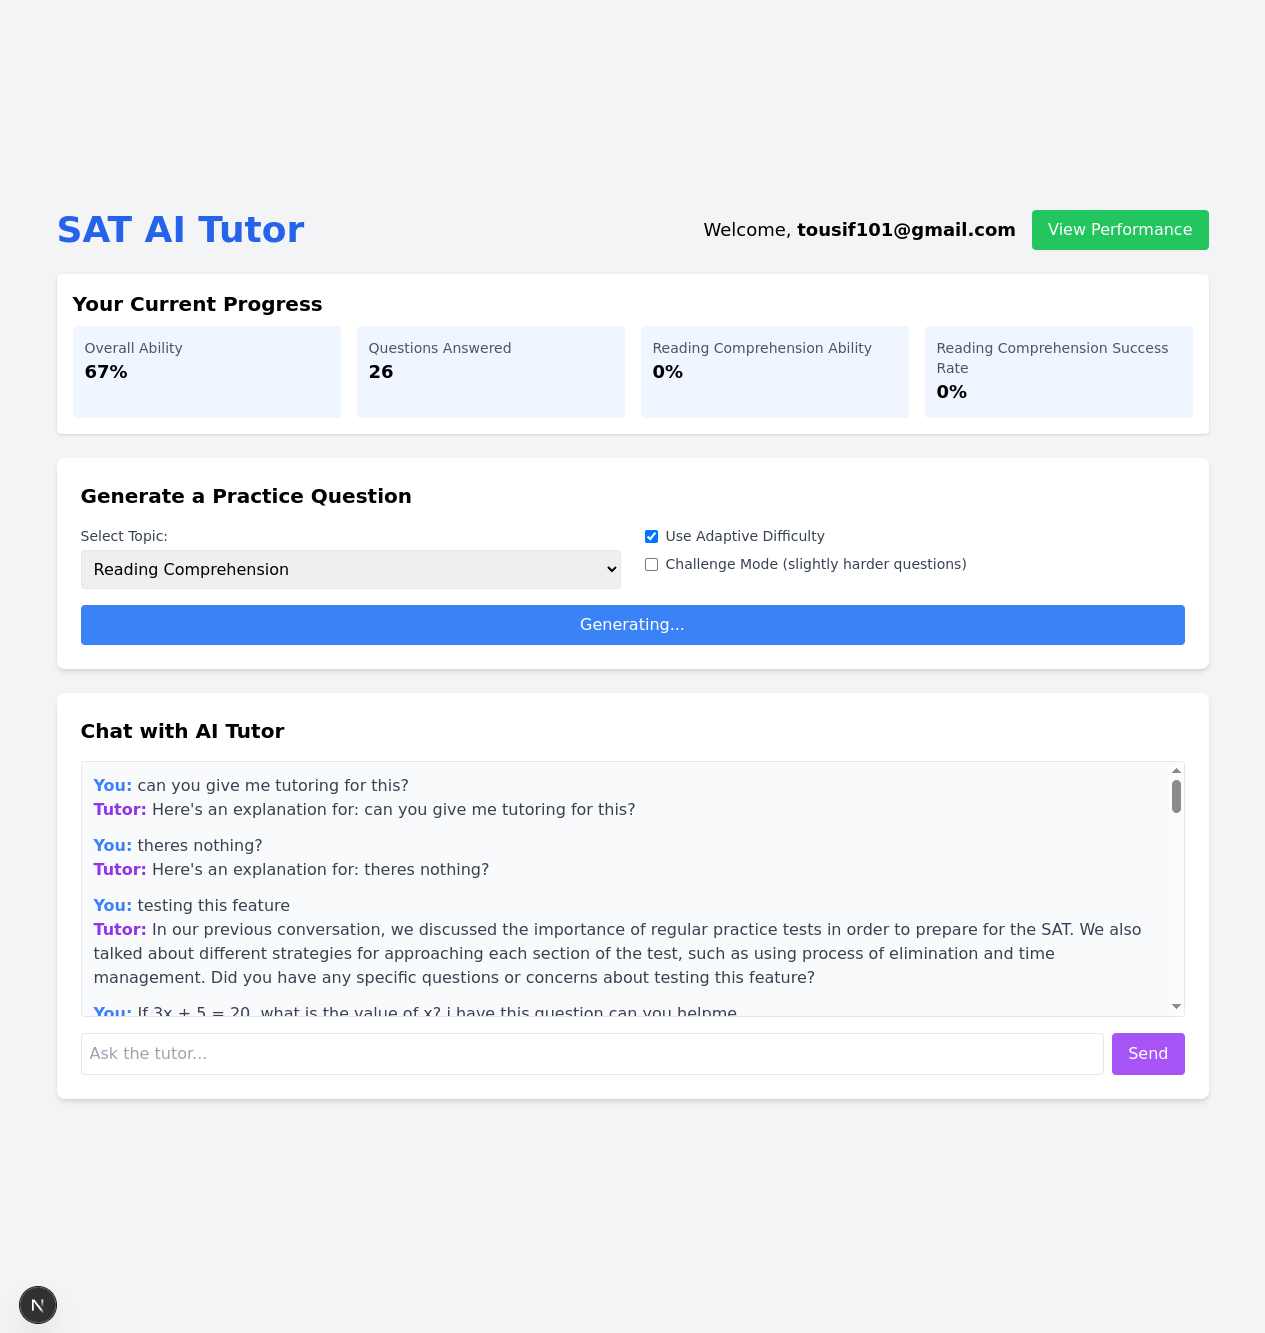 SAT AI Tutor
Welcome, tousif101@gmail.com
View Performance
Your Current Progress
Overall Ability
67%
Questions Answered
26
Reading Comprehension Ability
0%
Reading Comprehension Success
Rate
0%
Generate a Practice Question
Select Topic:
Reading Comprehension
Use Adaptive Difficulty
Challenge Mode (slightly harder questions)
Generating...
Chat with AI Tutor
You: can you give me tutoring for this?
Tutor: Here's an explanation for: can you give me tutoring for this?
You: theres nothing?
Tutor: Here's an explanation for: theres nothing?
You: testing this feature
Tutor: In our previous conversation, we discussed the importance of regular practice tests in order to prepare for the SAT. We also
talked about different strategies for approaching each section of the test, such as using process of elimination and time
management. Did you have any specific questions or concerns about testing this feature?
You: If 3x + 5 = 20, what is the value of x? i have this question can you helpme
Ask the tutor...
Send
N